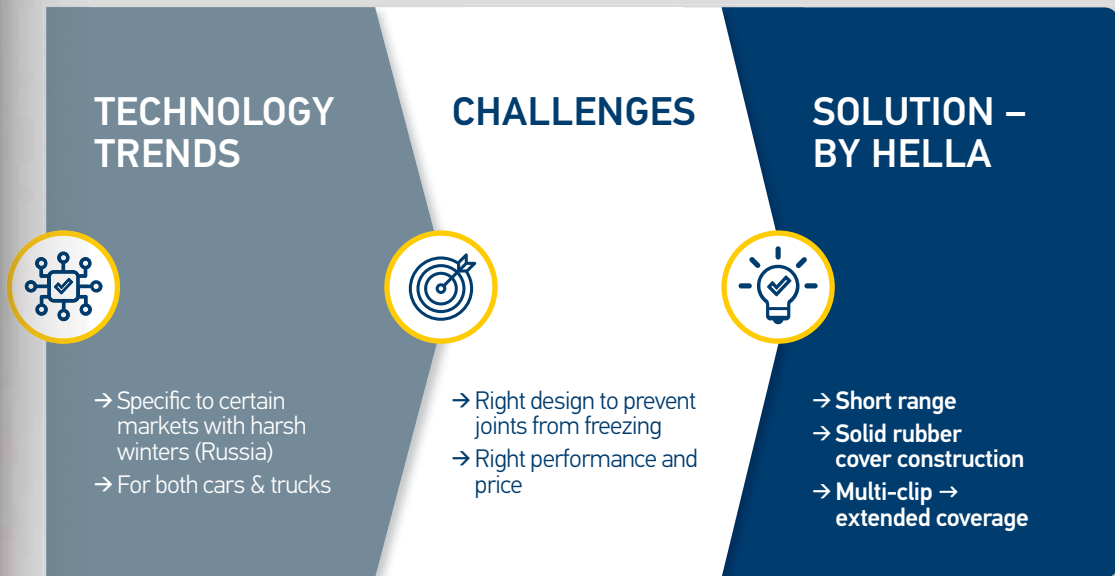 TECHNOLOGY
TRENDS
→ Specific to certain
markets with harsh
winters (Russia)
→ For both cars & trucks
CHALLENGES
→ Right design to prevent
joints from freezing
→ Right performance and
price
SOLUTION –
BY HELLA
→ Short range
→ Solid rubber
cover construction
→ Multi-clip →
extended coverage